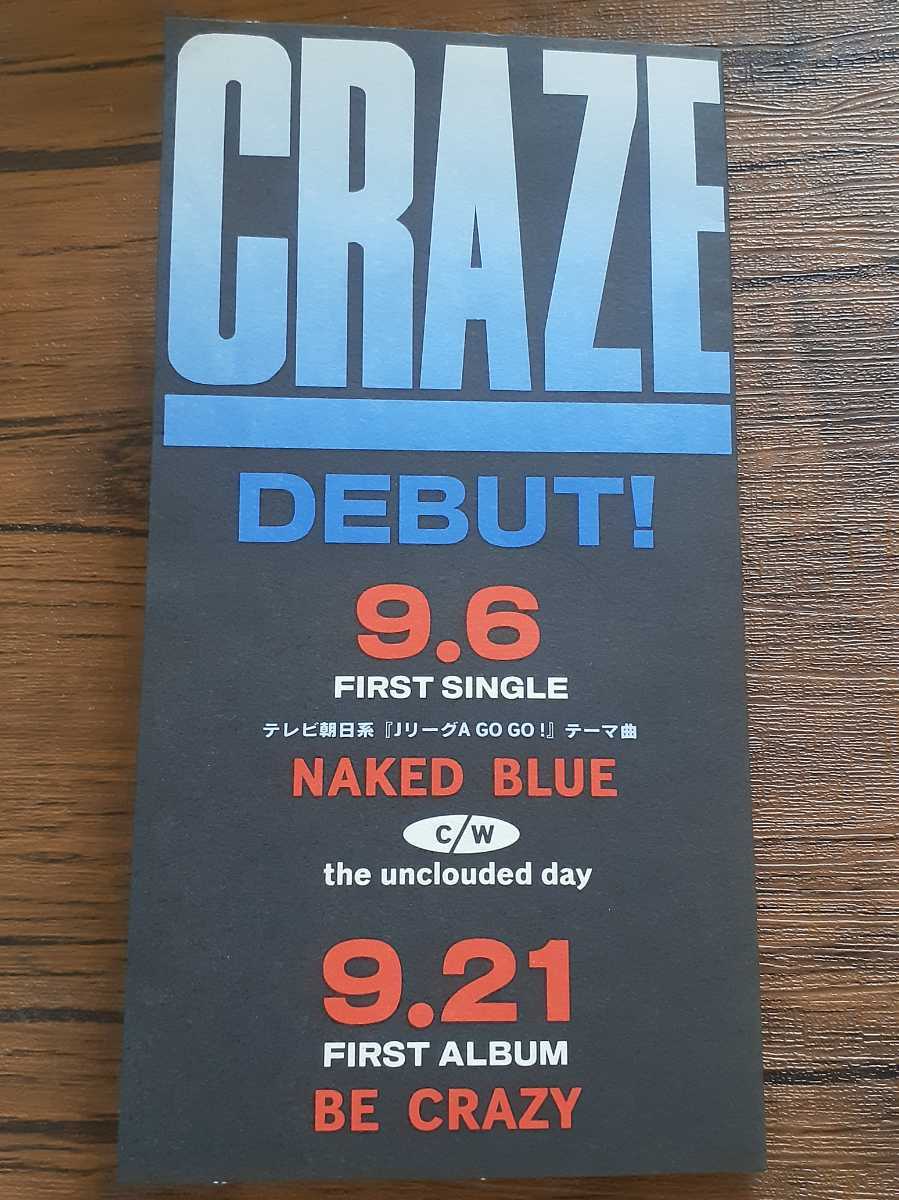 CRAZE
DEBUT!
9.6
FIRST SINGLE
テレビ朝日系『JリーグA GO GO!』テーマ曲
NAKED BLUE
C/W
the unclouded day
9.21
FIRST ALBUM
BE CRAZY